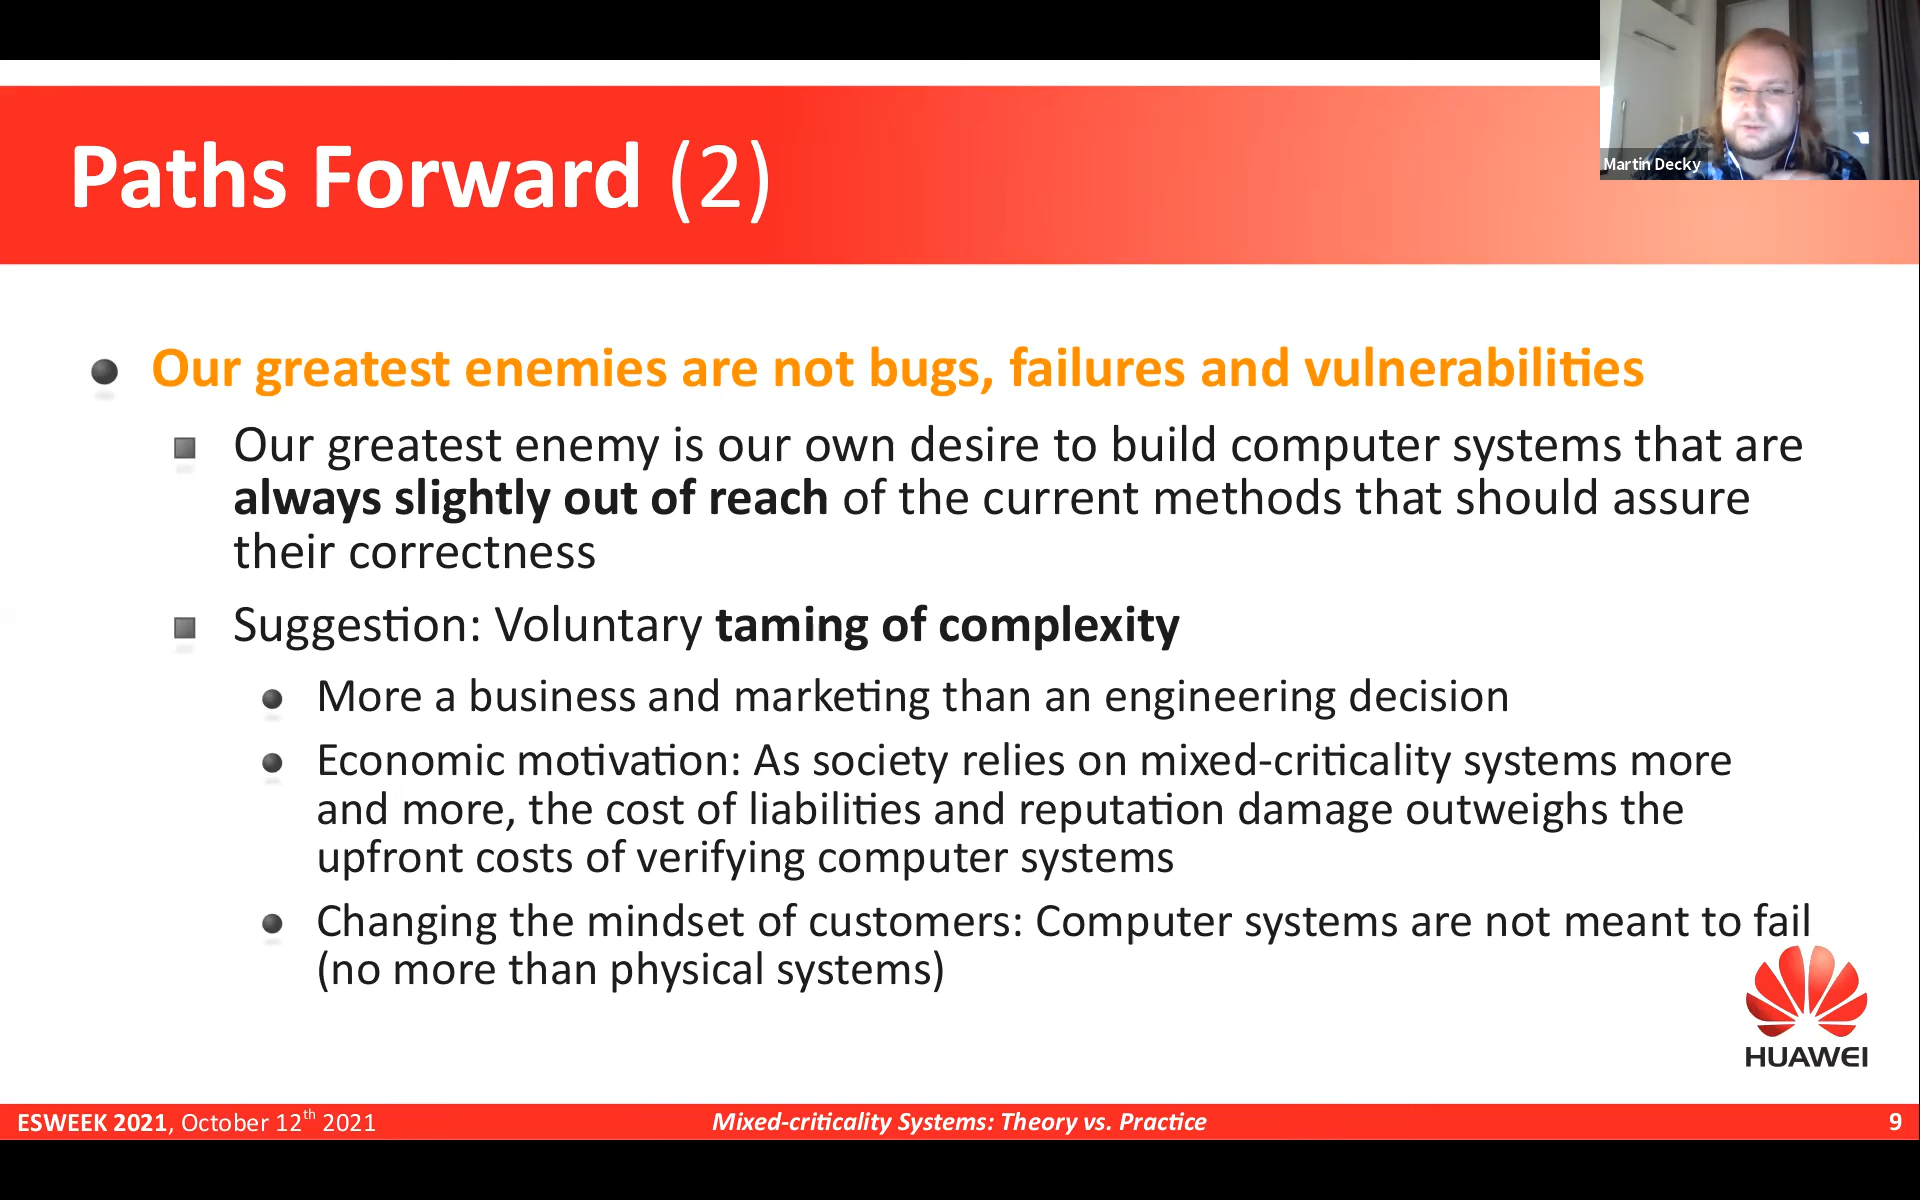 Martin Decky
Paths Forward (2)
Our greatest enemies are not bugs, failures and vulnerabilities
Our greatest enemy is our own desire to build computer systems that are
always slightly out of reach of the current methods that should assure
their correctness
Suggestion: Voluntary taming of complexity
More a business and marketing than an engineering decision
Economic motivation: As society relies on mixed-criticality systems more
and more, the cost of liabilities and reputation damage outweighs the
upfront costs of verifying computer systems
Changing the mindset of customers: Computer systems are not meant to fail
(no more than physical systems)
HUAWEI
ESWEEK 2021, October 12th 2021
Mixed-criticality Systems: Theory vs. Practice
9